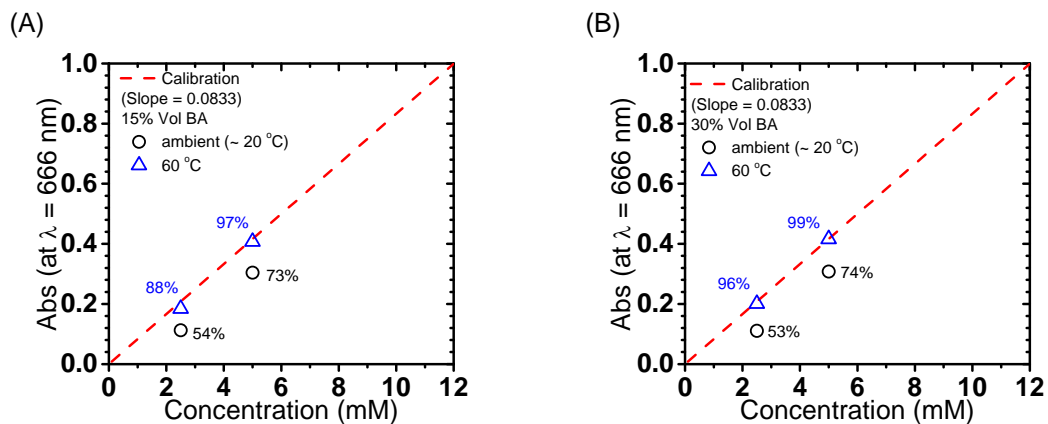 (A)
Abs (at λ = 666 nm)
1.0
0.8
0.6
0.4
0.2
0.0
Calibration
(Slope = 0.0833)
15% Vol BA
ambient (~ 20 °C)
60 °C
97%
73%
88%
54%
0 2 4 6 8 10 12
Concentration (mM)
(B)
Abs (at λ = 666 nm)
1.0
0.8
0.6
0.4
0.2
0.0
Calibration
(Slope = 0.0833)
30% Vol BA
ambient (~ 20 °C)
60 °C
99%
74%
96%
53%
0 2 4 6 8 10 12
Concentration (mM)